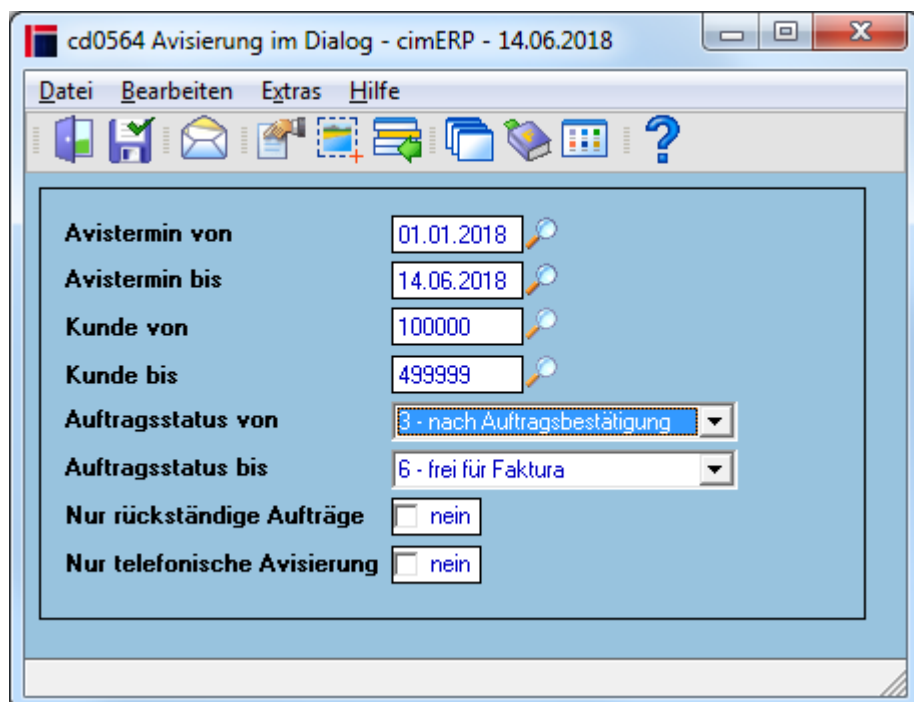 cd0564 Avisierung im Dialog - cimERP - 14.06.2018
Datei Bearbeiten Extras Hilfe
Avistermin von 01.01.2018
Avistermin bis 14.06.2018
Kunde von 100000
Kunde bis 499999
Auftragsstatus von 3 - nach Auftragsbestätigung
Auftragsstatus bis 6 - frei für Faktura
Nur rückständige Aufträge nein
Nur telefonische Avisierung nein